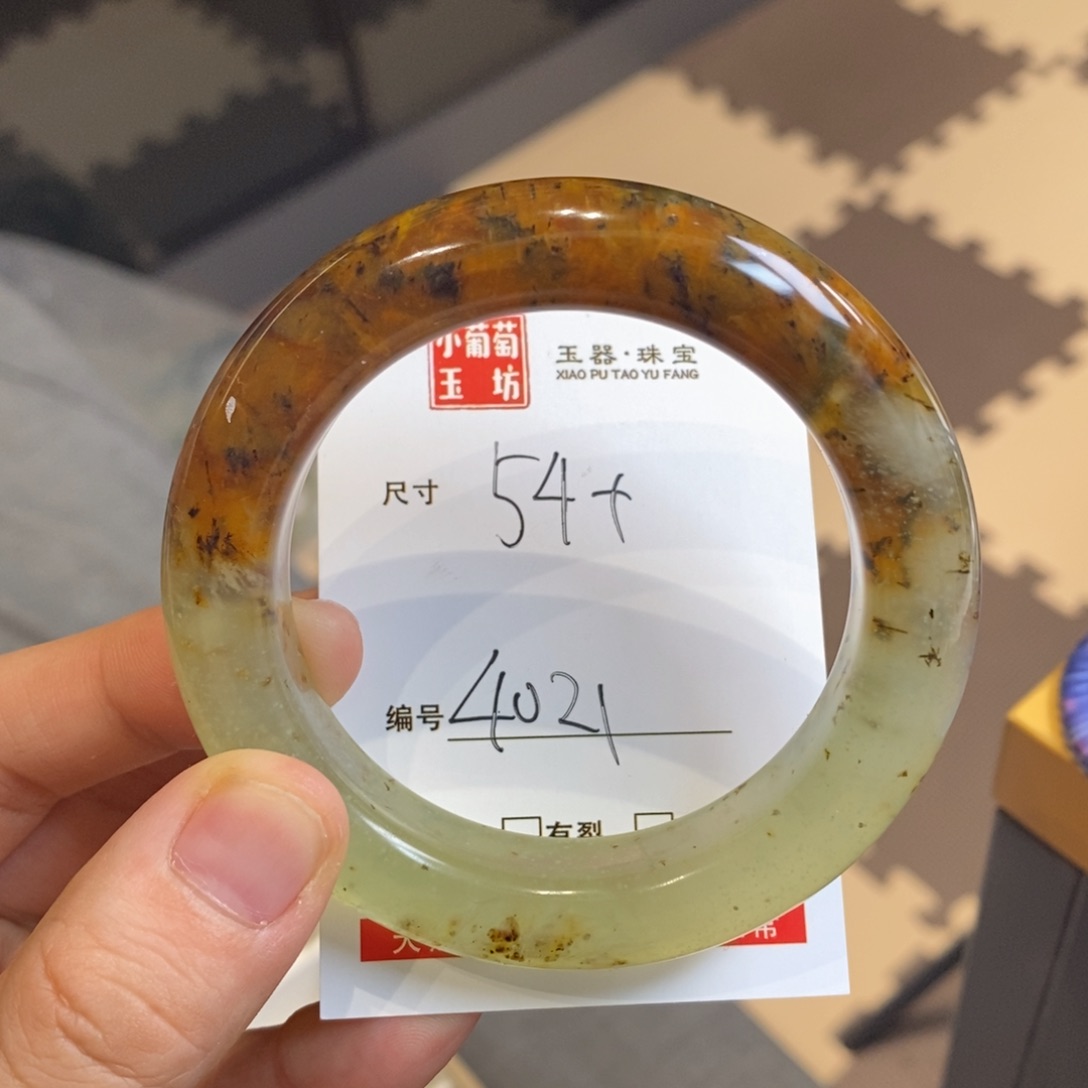 小葡萄
玉坊
玉器·珠宝
XIAO PU TAO YU FANG
尺寸 54+
编号 4021
有裂